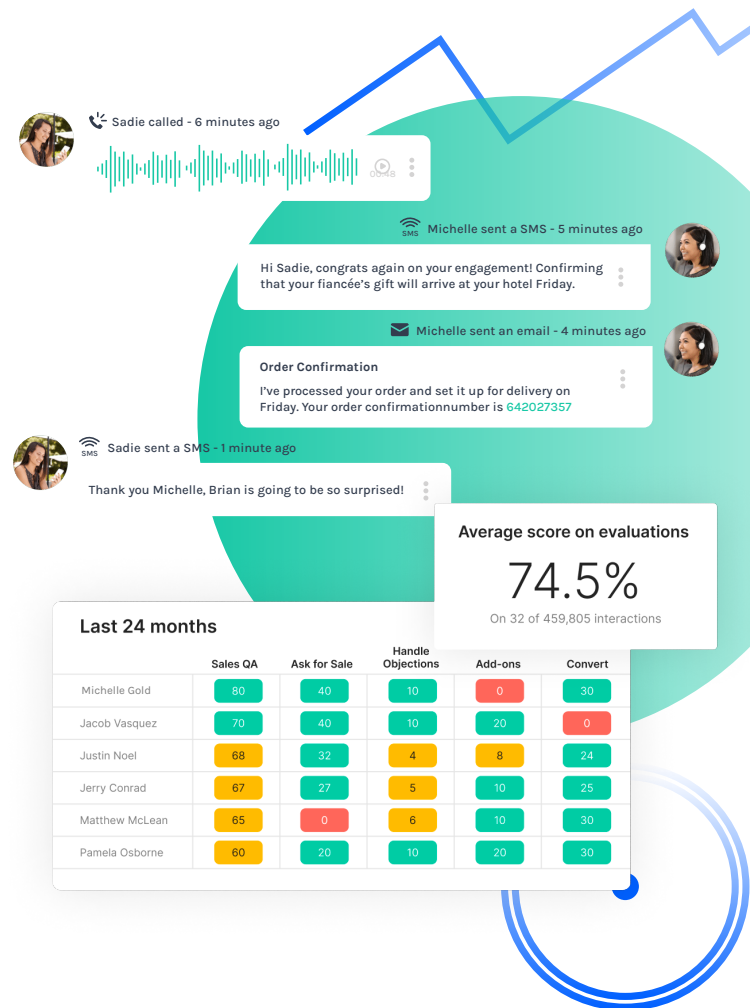 Sadie called - 6 minutes ago
00:48
SMS
Michelle sent a SMS - 5 minutes ago
Hi Sadie, congrats again on your engagement! Confirming
that your fiancée's gift will arrive at your hotel Friday.
Michelle sent an email - 4 minutes ago
Order Confirmation
I've processed your order and set it up for delivery on
Friday. Your order confirmationnumber is 642027357
SMS
Sadie sent a SMS - 1 minute ago
Thank you Michelle, Brian is going to be so surprised!
Average score on evaluations
74.5%
On 32 of 459,805 interactions
Last 24 months
Sales QA Ask for Sale Handle Objections Add-ons Convert
Michelle Gold 80 40 10 0 30
Jacob Vasquez 70 40 10 20 0
Justin Noel 68 32 4 8 24
Jerry Conrad 67 27 5 10 25
Matthew McLean 65 0 6 10 30
Pamela Osborne 60 20 10 20 30